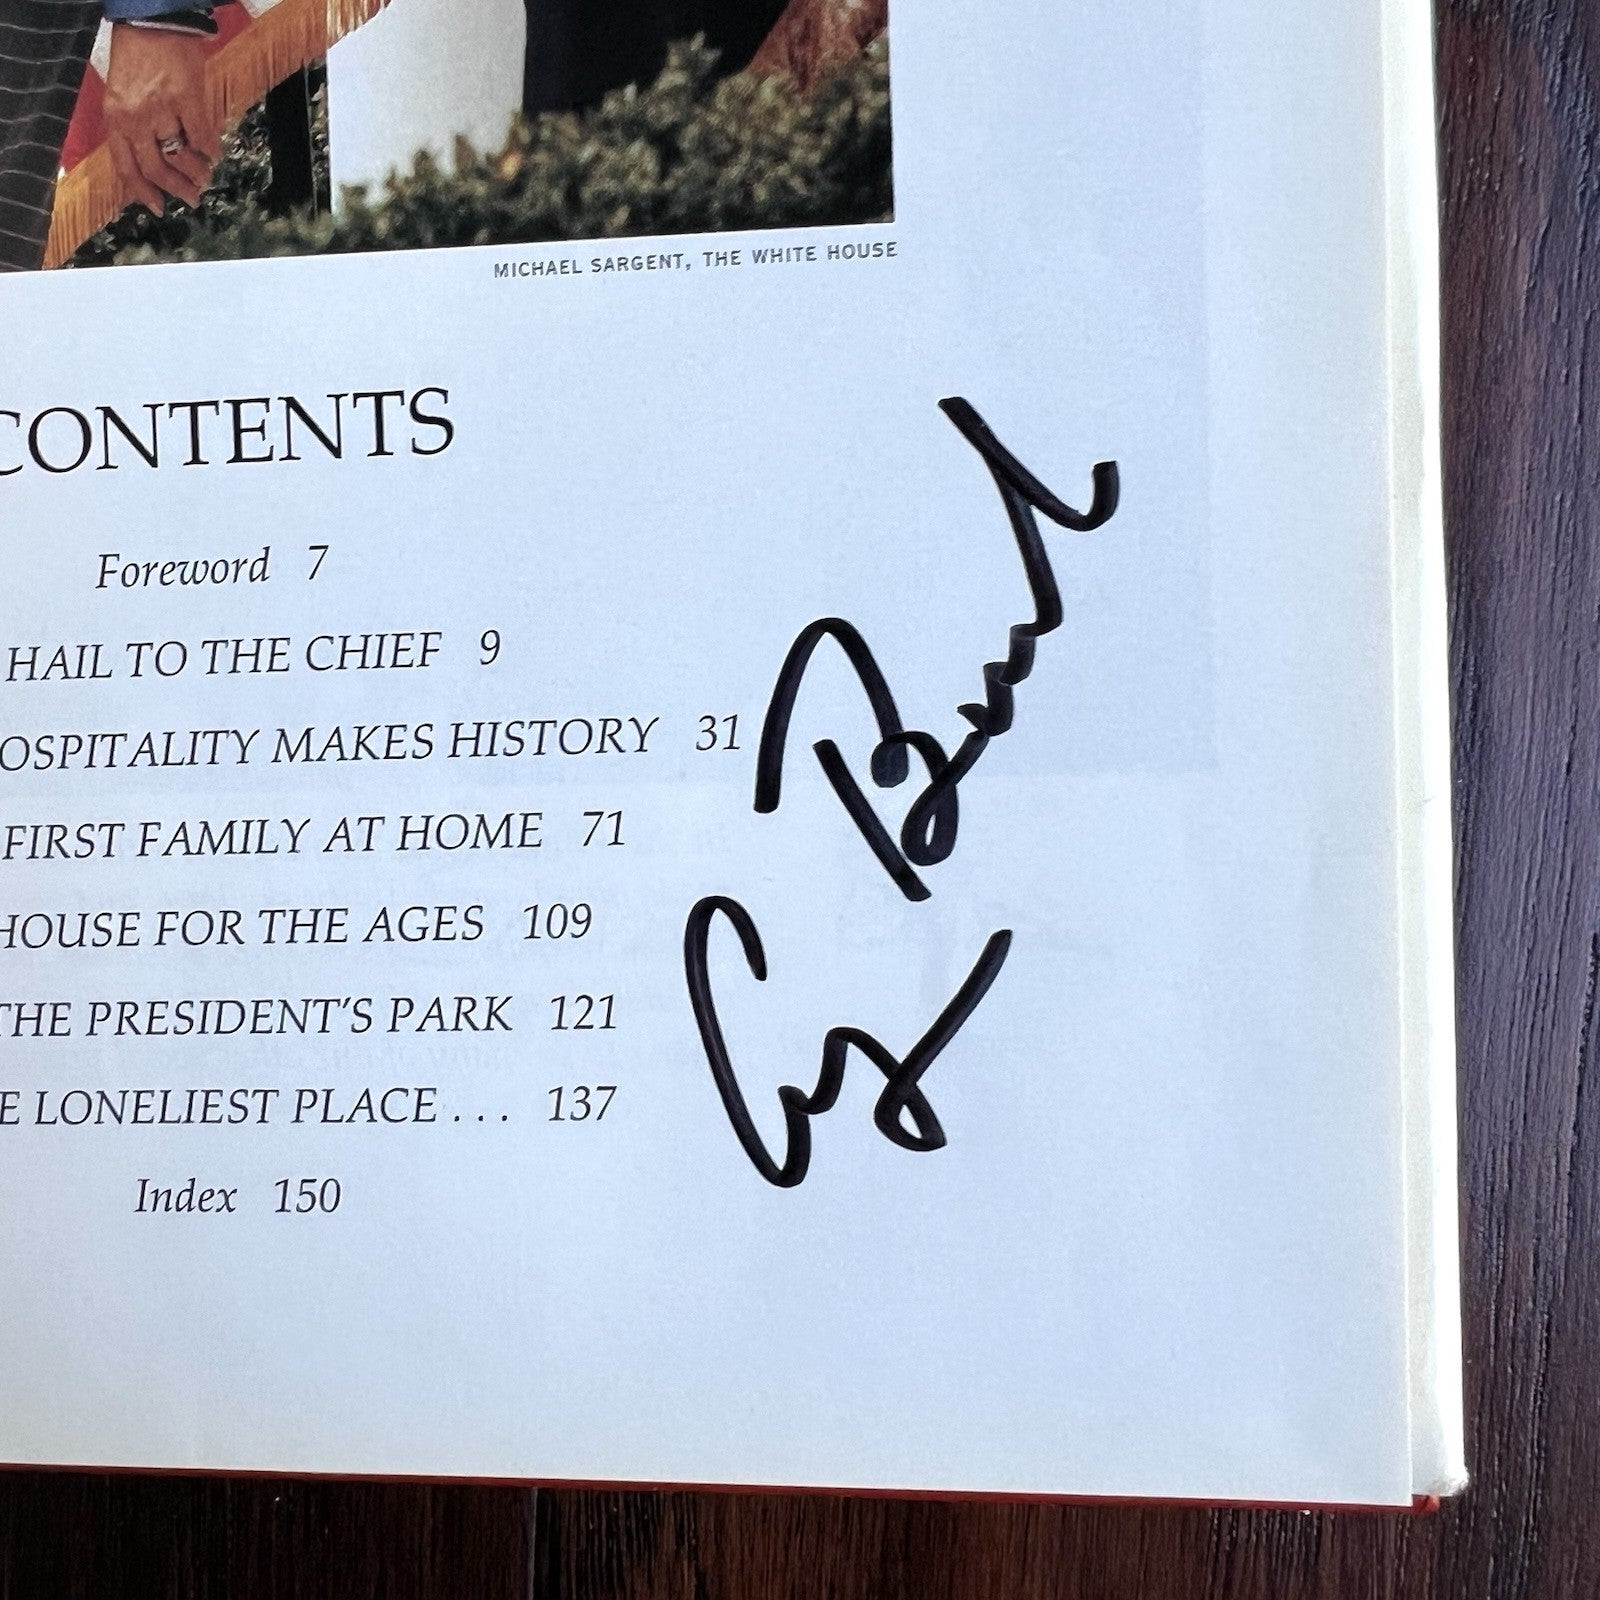 MICHAEL SARGENT, THE WHITE HOUSE
CONTENTS
Foreword 7
HAIL TO THE CHIEF 9
OSPITALITY MAKES HISTORY 31
FIRST FAMILY AT HOME 71
HOUSE FOR THE AGES 109
THE PRESIDENT'S PARK 121
E LONELIEST PLACE . . . 137
Index 150